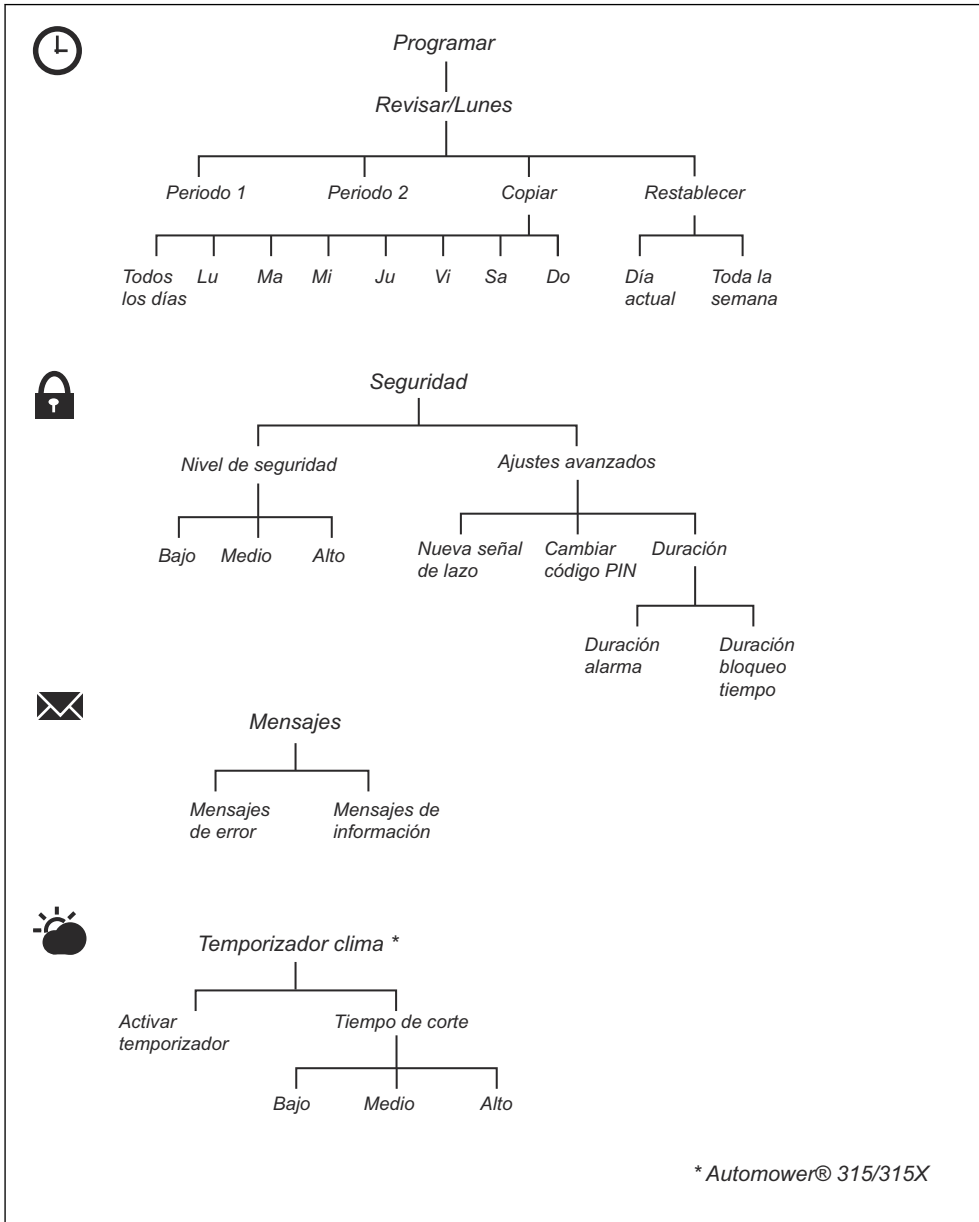 Programar
Revisar/Lunes
Periodo 1
Periodo 2
Copiar
Restablecer
Todos
los días
Lu
Ma
Mi
Ju
Vi
Sa
Do
Día
actual
Toda la
semana
Seguridad
Nivel de seguridad
Ajustes avanzados
Bajo
Medio
Alto
Nueva señal
de lazo
Cambiar
código PIN
Duración
Duración
alarma
Duración
bloqueo
tiempo
Mensajes
Mensajes
de error
Mensajes de
información
Temporizador clima *
Activar
temporizador
Tiempo de corte
Bajo
Medio
Alto
* Automower® 315/315X